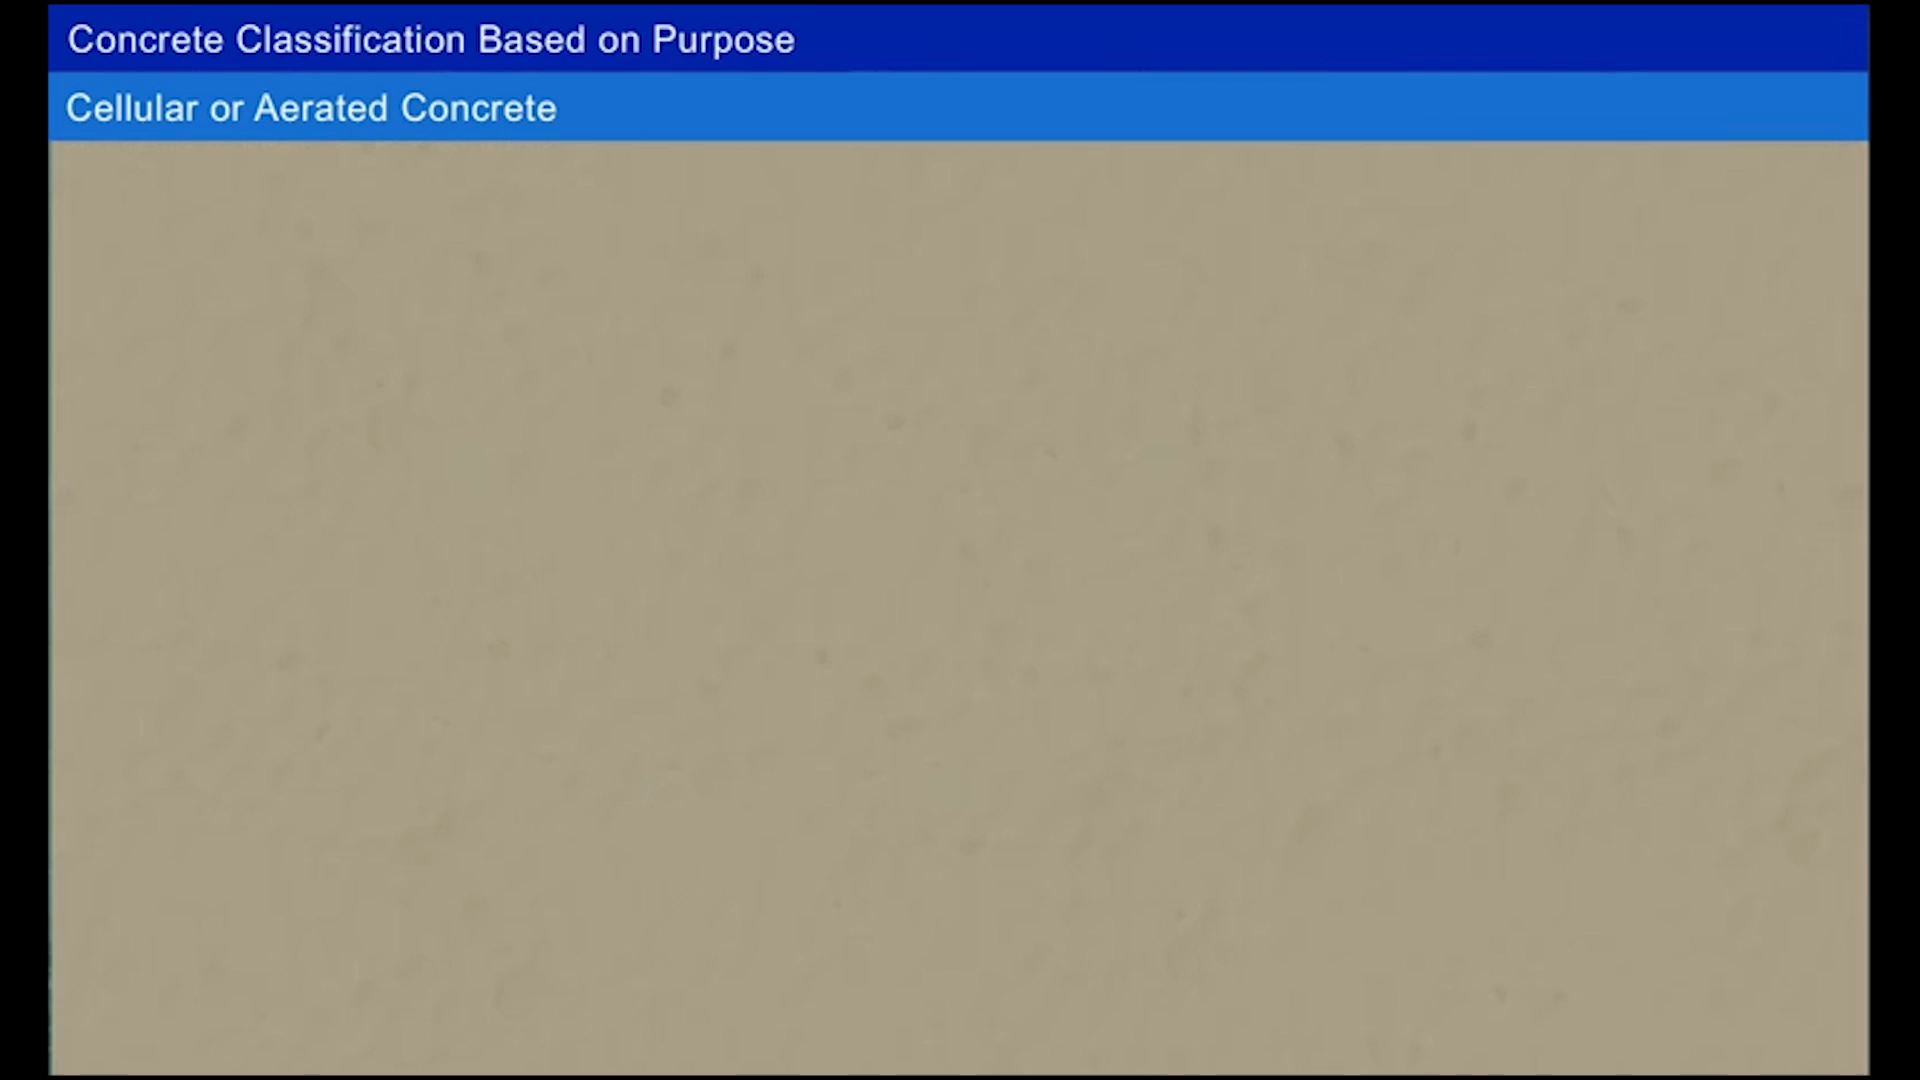 Concrete Classification Based on Purpose
Cellular or Aerated Concrete